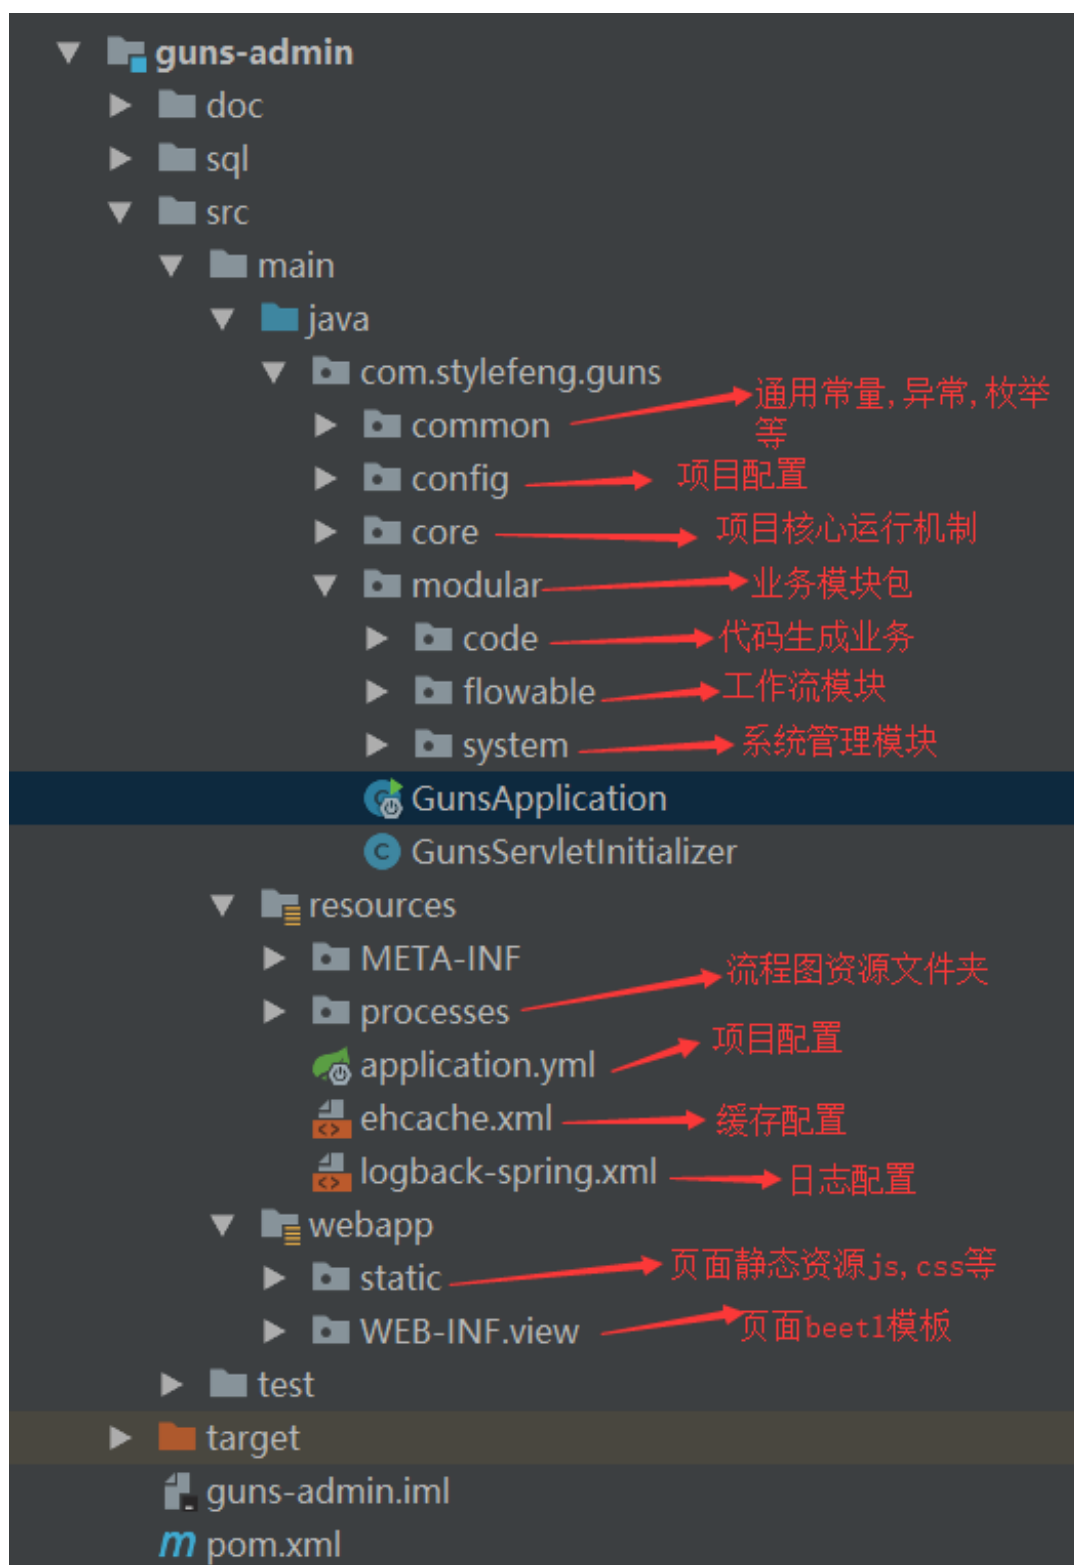 guns-admin
doc
sql
src
main
java
com.stylefeng.guns
common 通用常量,异常,枚举
等
config 项目配置
core 项目核心运行机制
modular 业务模块包
code 代码生成业务
flowable 工作流模块
system 系统管理模块
GunsApplication
GunsServletInitializer
resources
META-INF
processes 流程图资源文件夹
application.yml 项目配置
ehcache.xml 缓存配置
logback-spring.xml 日志配置
webapp
static 页面静态资源js,css等
WEB-INF.view 页面beetl模板
test
target
guns-admin.iml
pom.xml